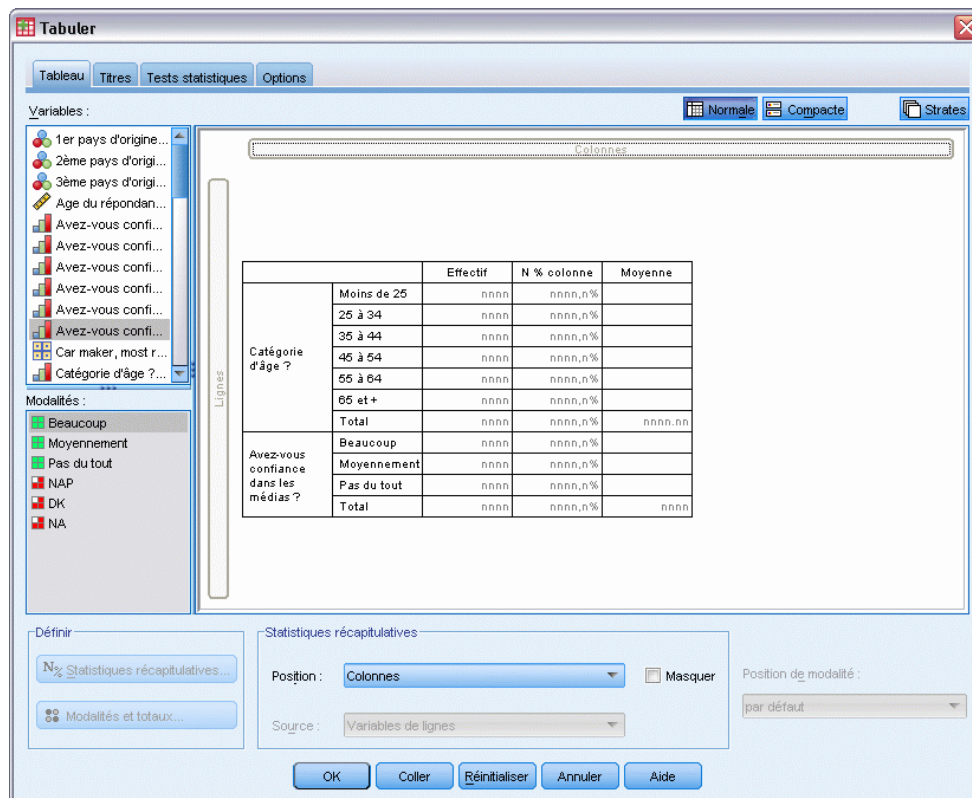 Tabuler
Tableau
Titres
Tests statistiques
Options
Variables :
Normale
Compacte
Strates
1er pays d'origine...
2ème pays d'origi...
3ème pays d'origi...
Age du répondan...
Avez-vous confi...
Avez-vous confi...
Avez-vous confi...
Avez-vous confi...
Avez-vous confi...
Avez-vous confi...
Car maker, most r...
Catégorie d'âge ?...
Modalités :
Beaucoup
Moyennement
Pas du tout
NAP
DK
NA
Colonnes
Lignes
Effectif N % colonne Moyenne
Catégorie
d'âge ?
Moins de 25 nnnn nnnn,n%
25 à 34 nnnn nnnn,n%
35 à 44 nnnn nnnn,n%
45 à 54 nnnn nnnn,n%
55 à 64 nnnn nnnn,n%
65 et + nnnn nnnn,n%
Total nnnn nnnn,n% nnnn.nn
Avez-vous
confiance
dans les
médias ?
Beaucoup nnnn nnnn,n%
Moyennement nnnn nnnn,n%
Pas du tout nnnn nnnn,n%
Total nnnn nnnn,n% nnnn
Définir
N% Statistiques récapitulatives...
Modalités et totaux...
Statistiques récapitulatives
Position : Colonnes
Masquer
Source : Variables de lignes
Position de modalité :
par défaut
OK
Coller
Réinitialiser
Annuler
Aide